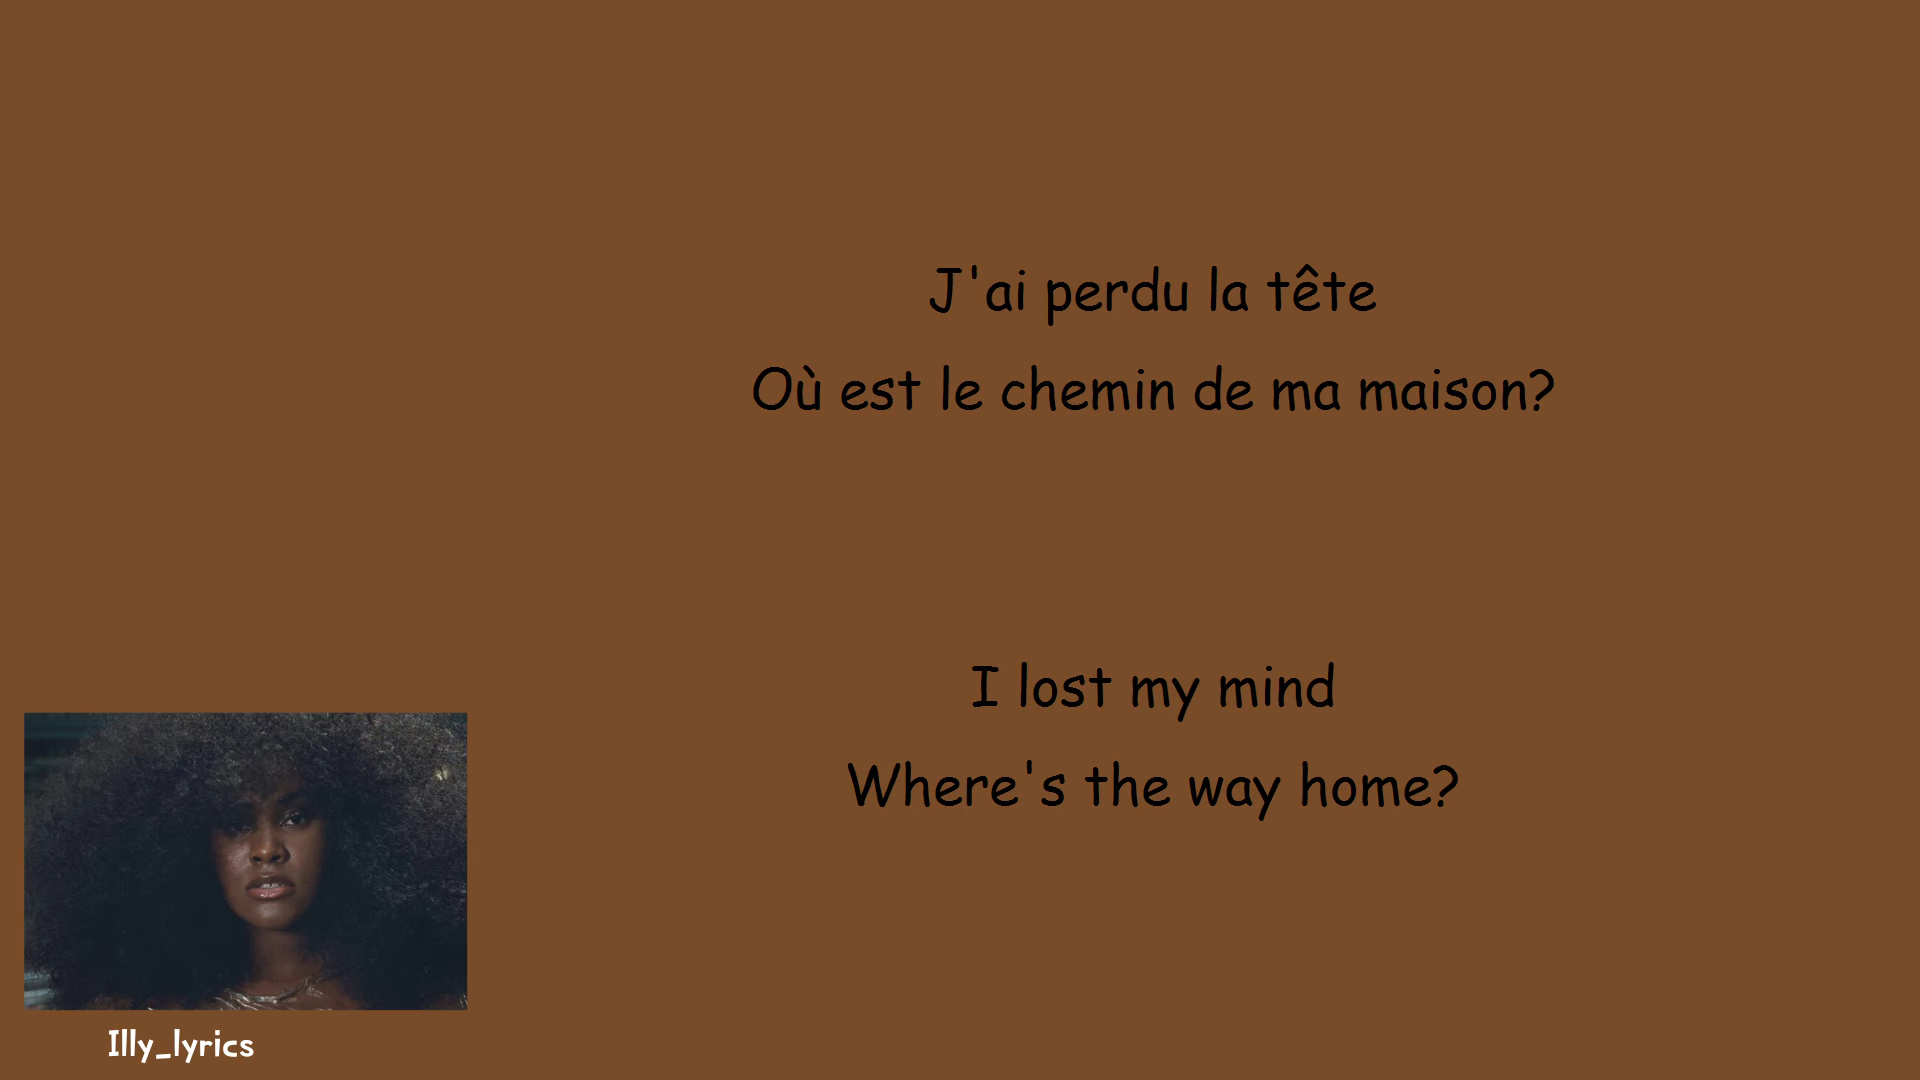 J'ai perdu la tête
Où est le chemin de ma maison?
I lost my mind
Where's the way home?
Illy_lyrics